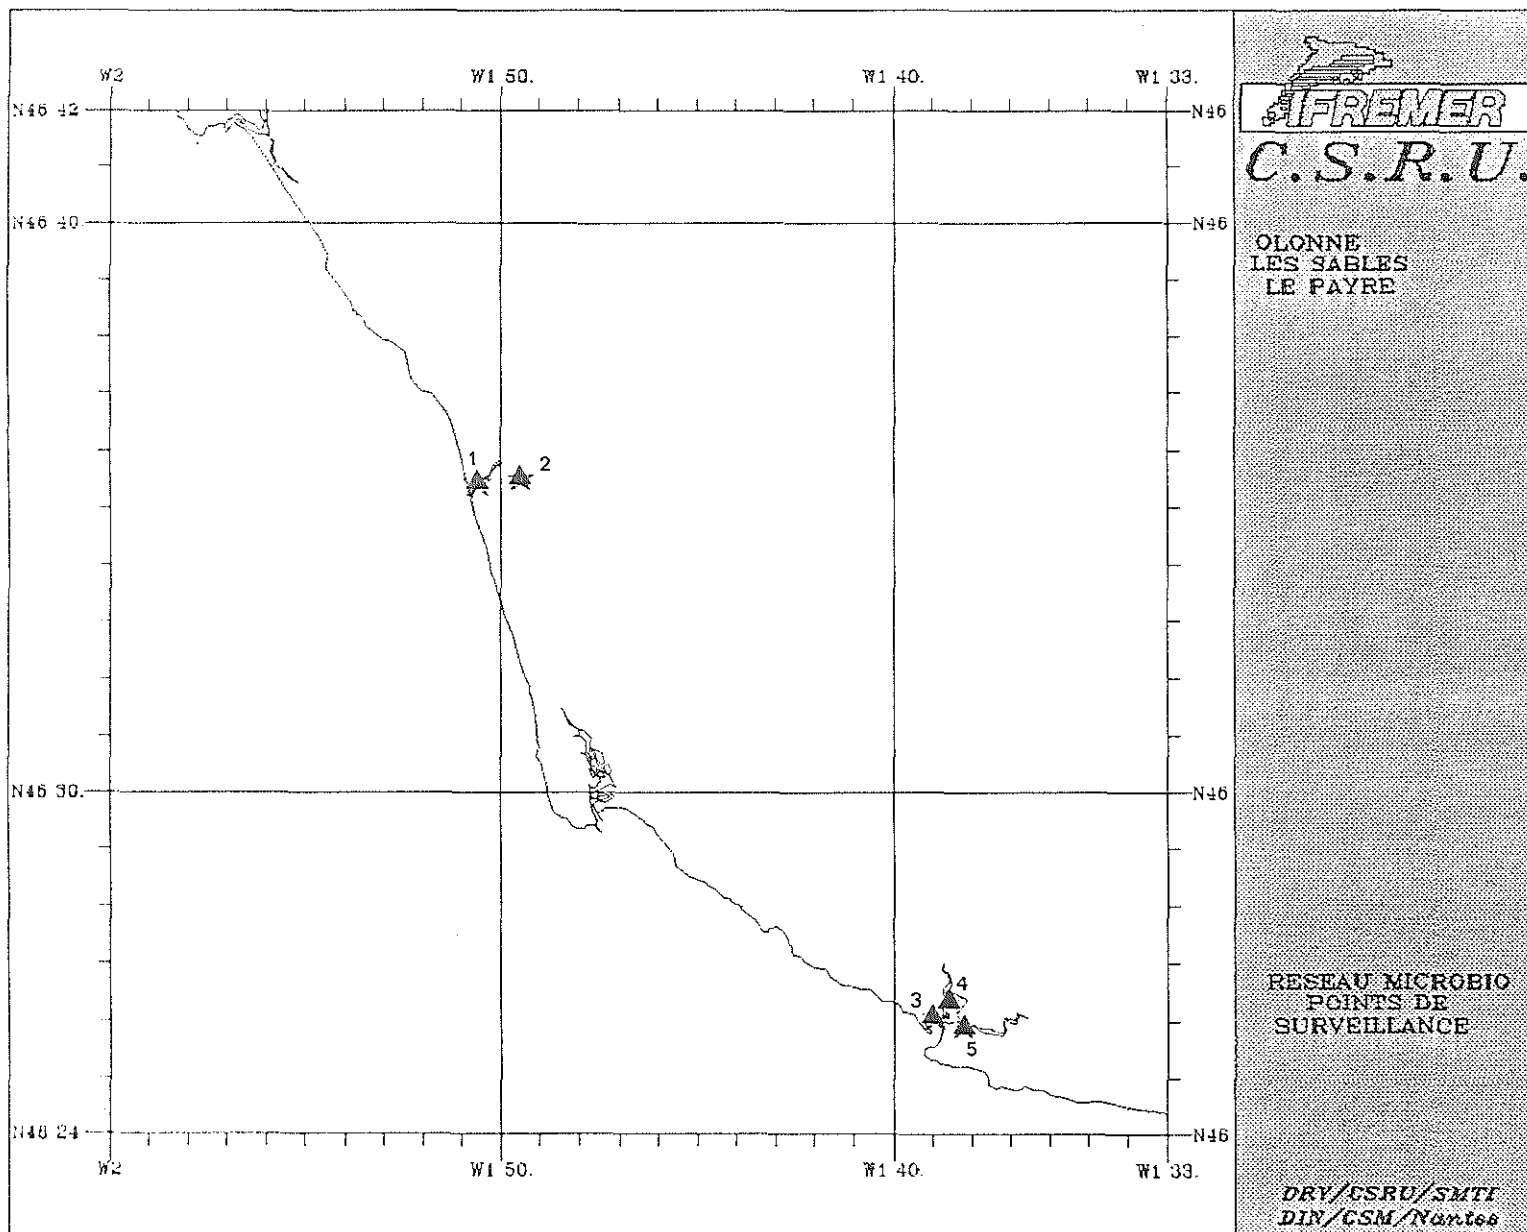 W2 W1 50. W1 40. W1 33.
N46 42 N46
IFREMER
C.S.R.U.
N46 40. N46
OLONNE
LES SABLES
LE PAYRE
1 2
N46 30. N46
RESEAU MICROBIO
POINTS DE
SURVEILLANCE
3 4
5
N46 24 N46
W2 W1 50. W1 40. W1 33.
DRV/CSRU/SMTI
DIN/CSM/Nantes